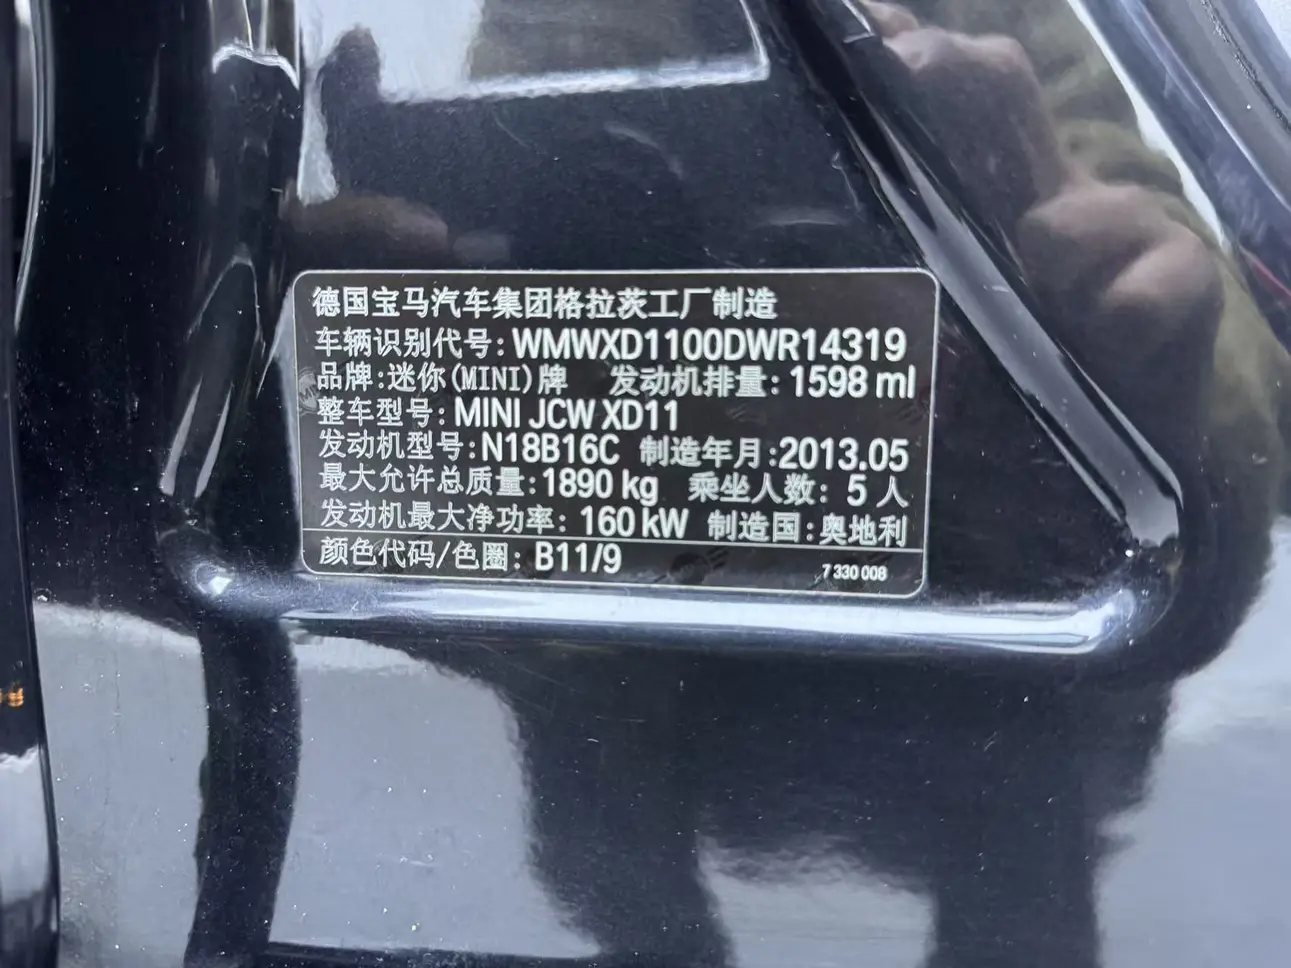 德国宝马汽车集团格拉茨工厂制造
车辆识别代号: WMWXD1100DWR14319
品牌:迷你(MINI)牌 发动机排量: 1598 ml
整车型号: MINI JCW XD11
发动机型号: N18B16C 制造年月:2013.05
最大允许总质量:1890 kg 乘坐人数: 5 人
发动机最大净功率: 160 kW 制造国:奥地利
颜色代码/色圈: B11/9 7 330 008